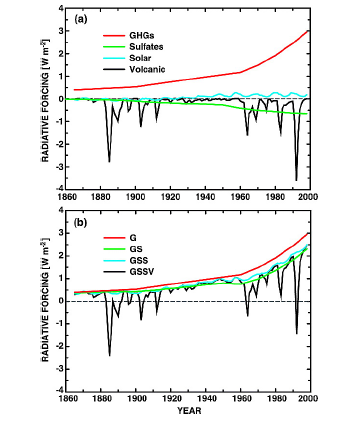 (a)
GHGs
Sulfates
Solar
Volcanic
RADIATIVE FORCING [W m-2]
4
3
2
1
0
-1
-2
-3
-4
1860 1880 1900 1920 1940 1960 1980 2000
(b)
G
GS
GSS
GSSV
RADIATIVE FORCING [W m-2]
4
3
2
1
0
-1
-2
-3
-4
1860 1880 1900 1920 1940 1960 1980 2000
YEAR